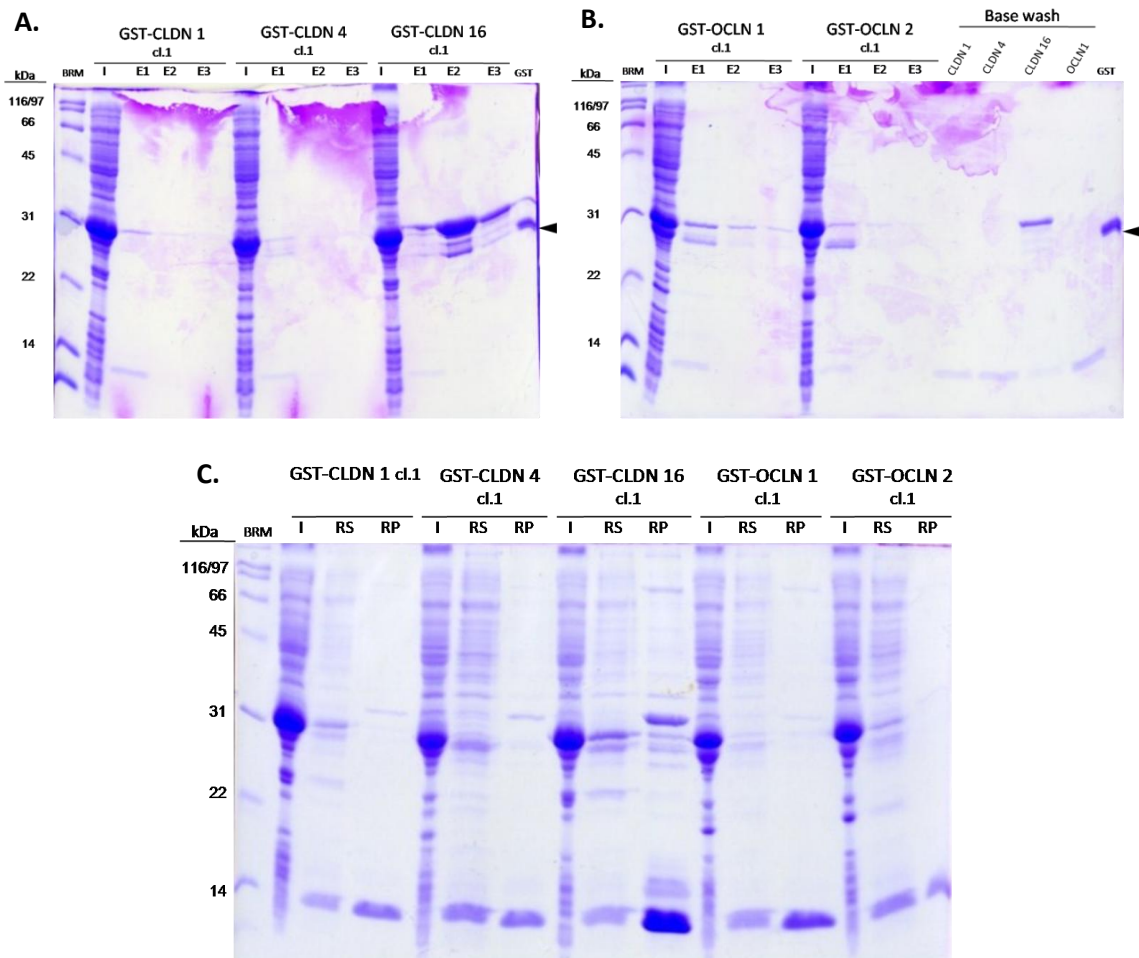 A.
GST-CLDN 1 cl.1
GST-CLDN 4 cl.1
GST-CLDN 16 cl.1
kDa BRM I E1 E2 E3 I E1 E2 E3 I E1 E2 E3 GST
116/97
66
45
31
22
14
B.
Base wash
GST-OCLN 1 cl.1
GST-OCLN 2 cl.1
CLDN 1 CLDN 4 CLDN 16 OCLN1
kDa BRM I E1 E2 E3 I E1 E2 E3 GST
116/97
66
45
31
22
14
C.
GST-CLDN 1 cl.1
GST-CLDN 4 cl.1
GST-CLDN 16 cl.1
GST-OCLN 1 cl.1
GST-OCLN 2 cl.1
kDa BRM I RS RP I RS RP I RS RP I RS RP I RS RP
116/97
66
45
31
22
14